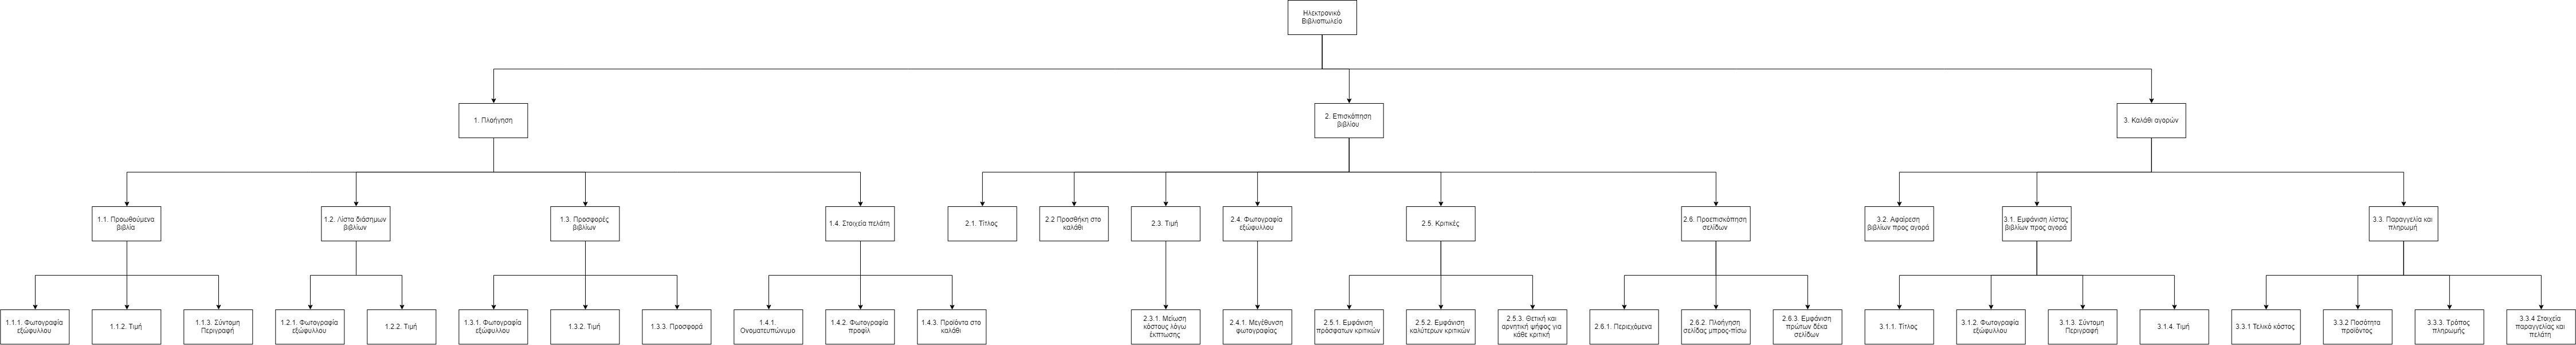 Ηλεκτρονικό
Βιβλιοπωλείο
1. Πλοήγηση
2. Επισκόπηση
βιβλίου
3. Καλάθι αγορών
1.1. Προωθούμενα
βιβλία
1.2. Λίστα διάσημων
βιβλίων
1.3. Προσφορές
βιβλίων
1.4. Στοιχεία πελάτη
2.1. Τίτλος
2.2 Προσθήκη στο
καλάθι
2.3. Τιμή
2.4. Φωτογραφία
εξώφυλλου
2.5. Κριτικές
2.6. Προεπισκόπηση
σελίδων
3.2. Αφαίρεση
βιβλίων προς αγορά
3.1. Εμφάνιση λίστας
βιβλίων προς αγορά
3.3. Παραγγελία και
πληρωμή
1.1.1. Φωτογραφία
εξώφυλλου
1.1.2. Τιμή
1.1.3. Σύντομη
Περιγραφή
1.2.1. Φωτογραφία
εξώφυλλου
1.2.2. Τιμή
1.3.1. Φωτογραφία
εξώφυλλου
1.3.2. Τιμή
1.3.3. Προσφορά
1.4.1.
Ονοματεπώνυμο
1.4.2. Φωτογραφία
προφίλ
1.4.3. Προϊόντα στο
καλάθι
2.3.1. Μείωση
κόστους λόγω
έκπτωσης
2.4.1. Μεγέθυνση
φωτογραφίας
2.5.1. Εμφάνιση
πρόσφατων κριτικών
2.5.2. Εμφάνιση
καλύτερων κριτικών
2.5.3. Θετική και
αρνητική ψήφος για
κάθε κριτική
2.6.1. Περιεχόμενα
2.6.2. Πλοήγηση
σελίδας μπρος-πίσω
2.6.3. Εμφάνιση
πρώτων δέκα
σελίδων
3.1.1. Τίτλος
3.1.2. Φωτογραφία
εξώφυλλου
3.1.3. Σύντομη
Περιγραφή
3.1.4. Τιμή
3.3.1 Τελικό κόστος
3.3.2 Ποσότητα
προϊόντος
3.3.3. Τρόπος
πληρωμής
3.3.4 Στοιχεία
παραγγελίας και
πελάτη